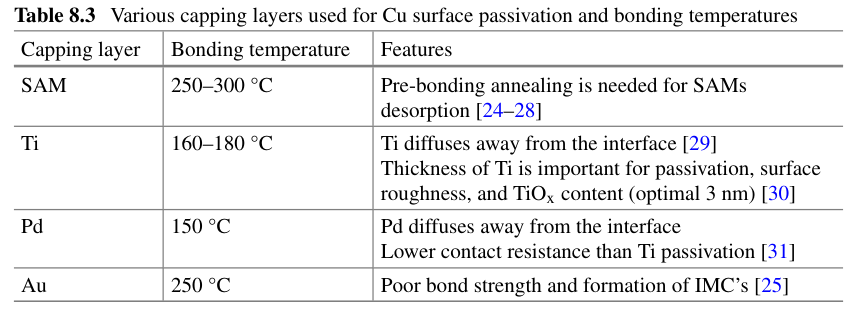 Table 8.3 Various capping layers used for Cu surface passivation and bonding temperatures
Capping layer Bonding temperature Features
SAM 250–300 °C Pre-bonding annealing is needed for SAMs
desorption [24–28]
Ti 160–180 °C Ti diffuses away from the interface [29]
Thickness of Ti is important for passivation, surface
roughness, and TiOx content (optimal 3 nm) [30]
Pd 150 °C Pd diffuses away from the interface
Lower contact resistance than Ti passivation [31]
Au 250 °C Poor bond strength and formation of IMC's [25]